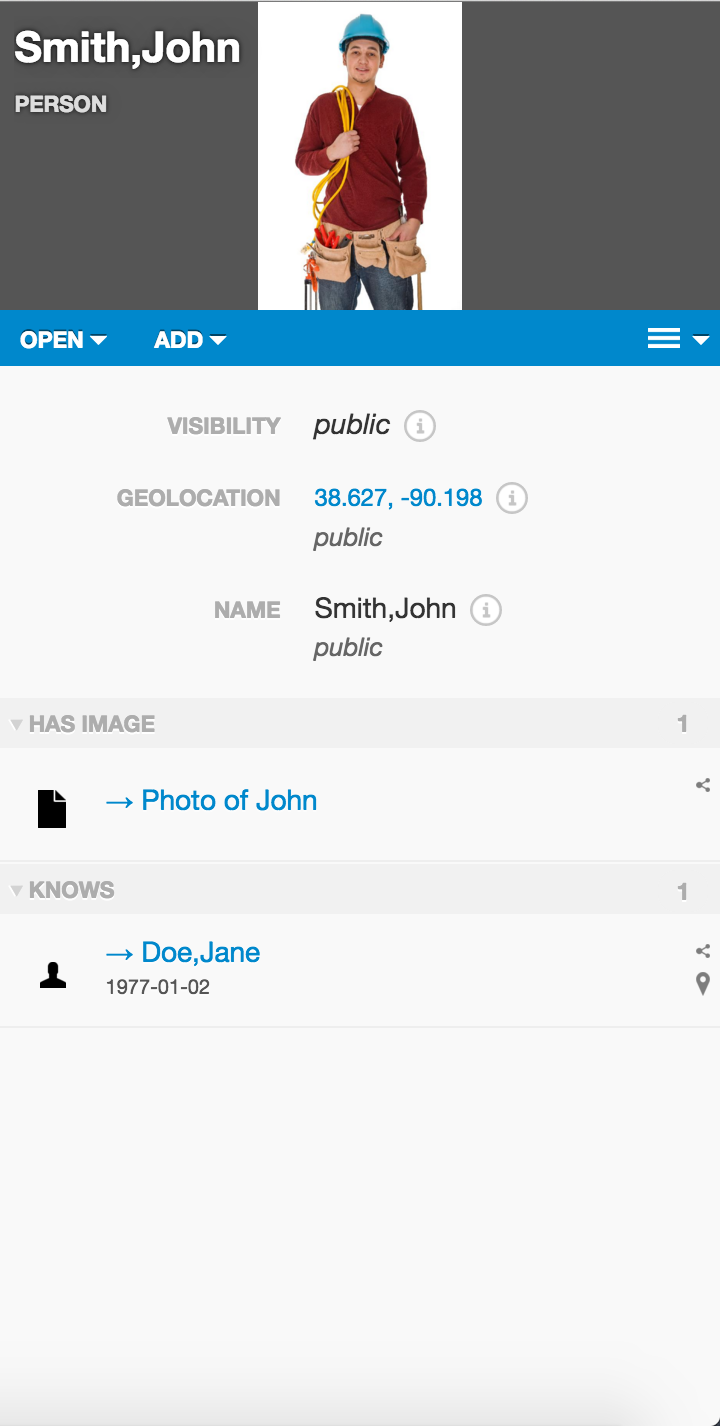 Smith,John
PERSON
OPEN ADD
VISIBILITY public
GEOLOCATION 38.627, -90.198
public
NAME Smith,John
public
HAS IMAGE 1
→ Photo of John
KNOWS 1
→ Doe,Jane
1977-01-02